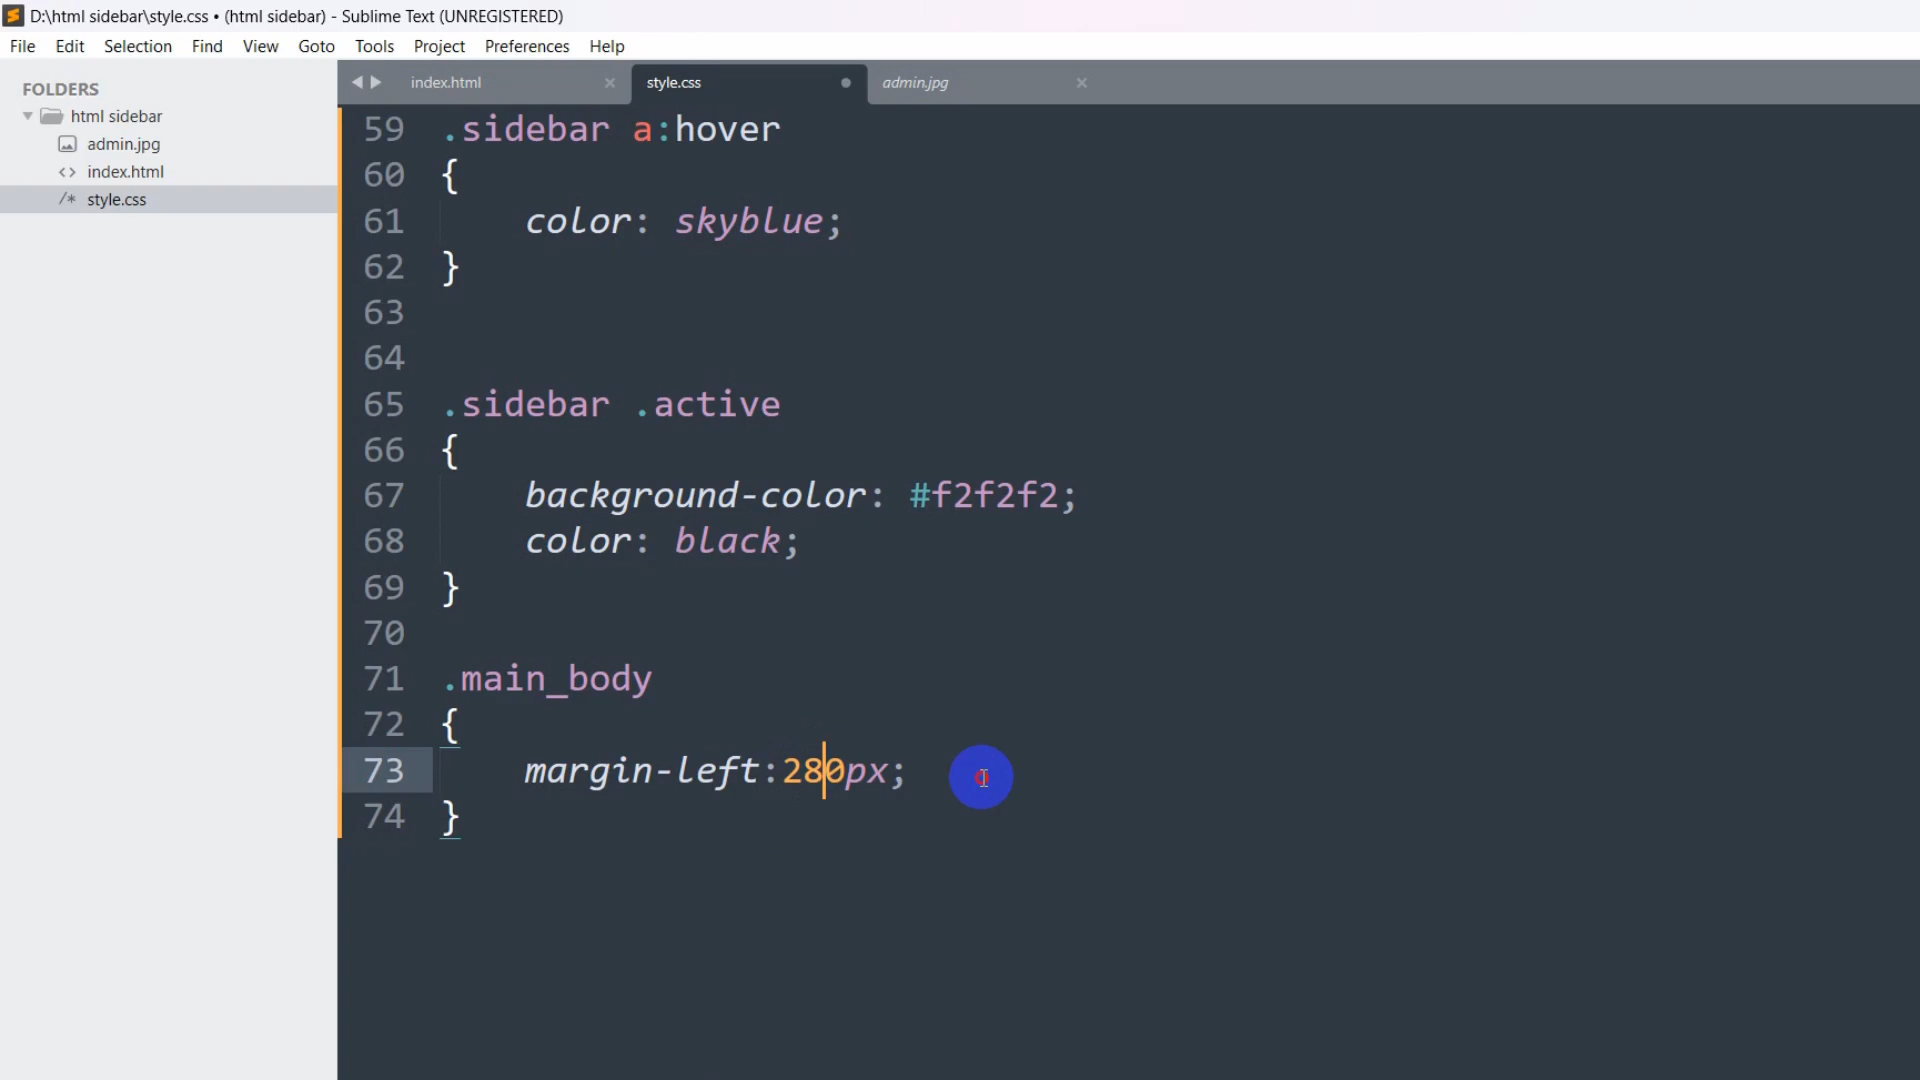 D:\html sidebar\style.css • (html sidebar) - Sublime Text (UNREGISTERED)
File Edit Selection Find View Goto Tools Project Preferences Help
FOLDERS
html sidebar
admin.jpg
<> index.html
/* style.css
index.html × style.css admin.jpg ×
59 .sidebar a:hover
60 {
61 color: skyblue;
62 }
63
64
65 .sidebar .active
66 {
67 background-color: #f2f2f2;
68 color: black;
69 }
70
71 .main_body
72 {
73 margin-left:280px;
74 }